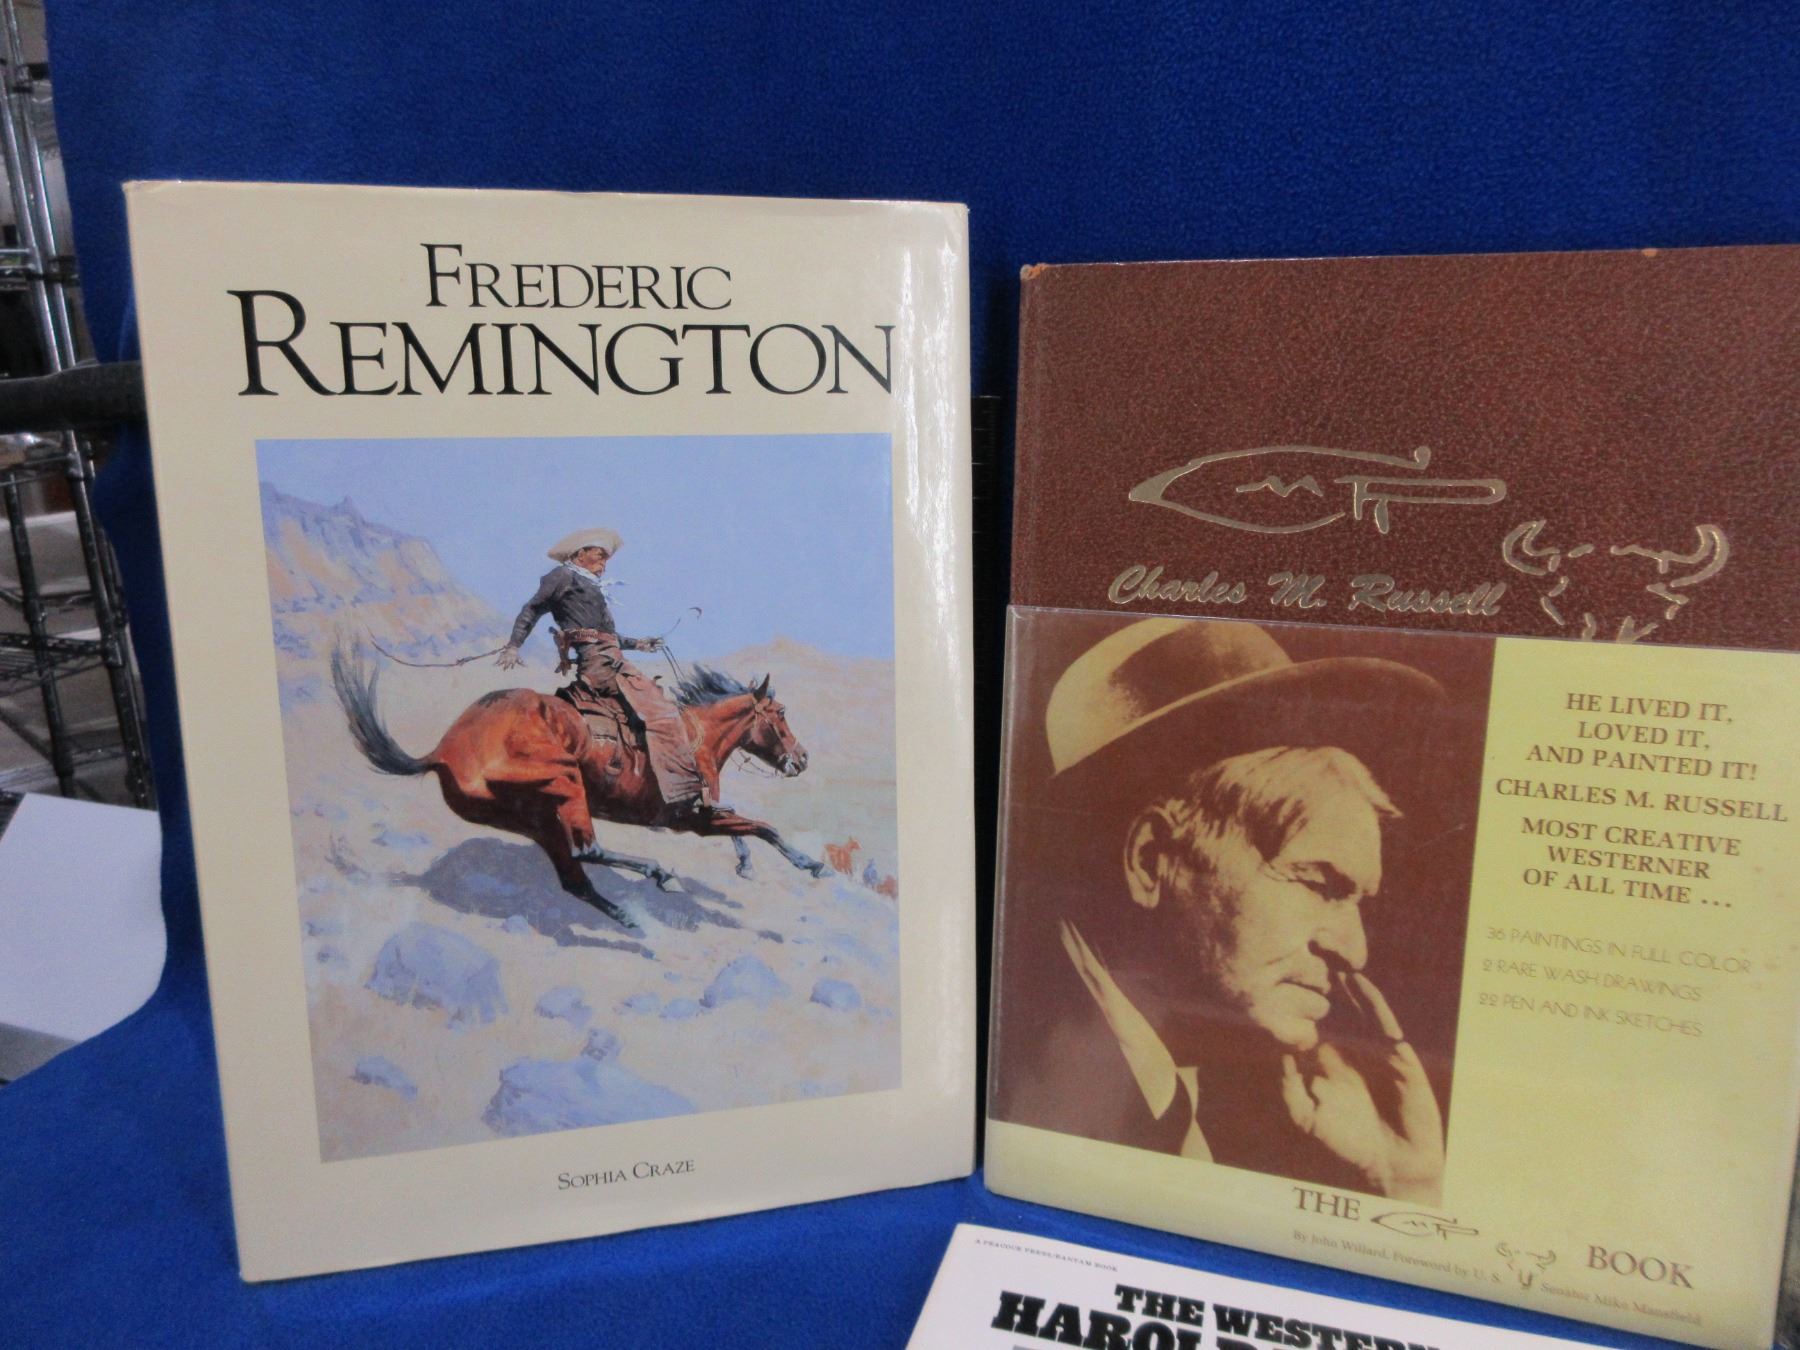 FREDERIC
REMINGTON
SOPHIA CRAZE
Charles M. Russell
HE LIVED IT,
LOVED IT,
AND PAINTED IT!
CHARLES M. RUSSELL
MOST CREATIVE
WESTERNER
OF ALL TIME ...
36 PAINTINGS IN FULL COLOR
2 RARE WASH DRAWINGS
22 PEN AND INK SKETCHES
THE BOOK
By John Willard, Foreword by U. S. Senator Mike Mansfield
A PEACOCK PRESS/BANTAM BOOK
THE WESTERN
HAROLD